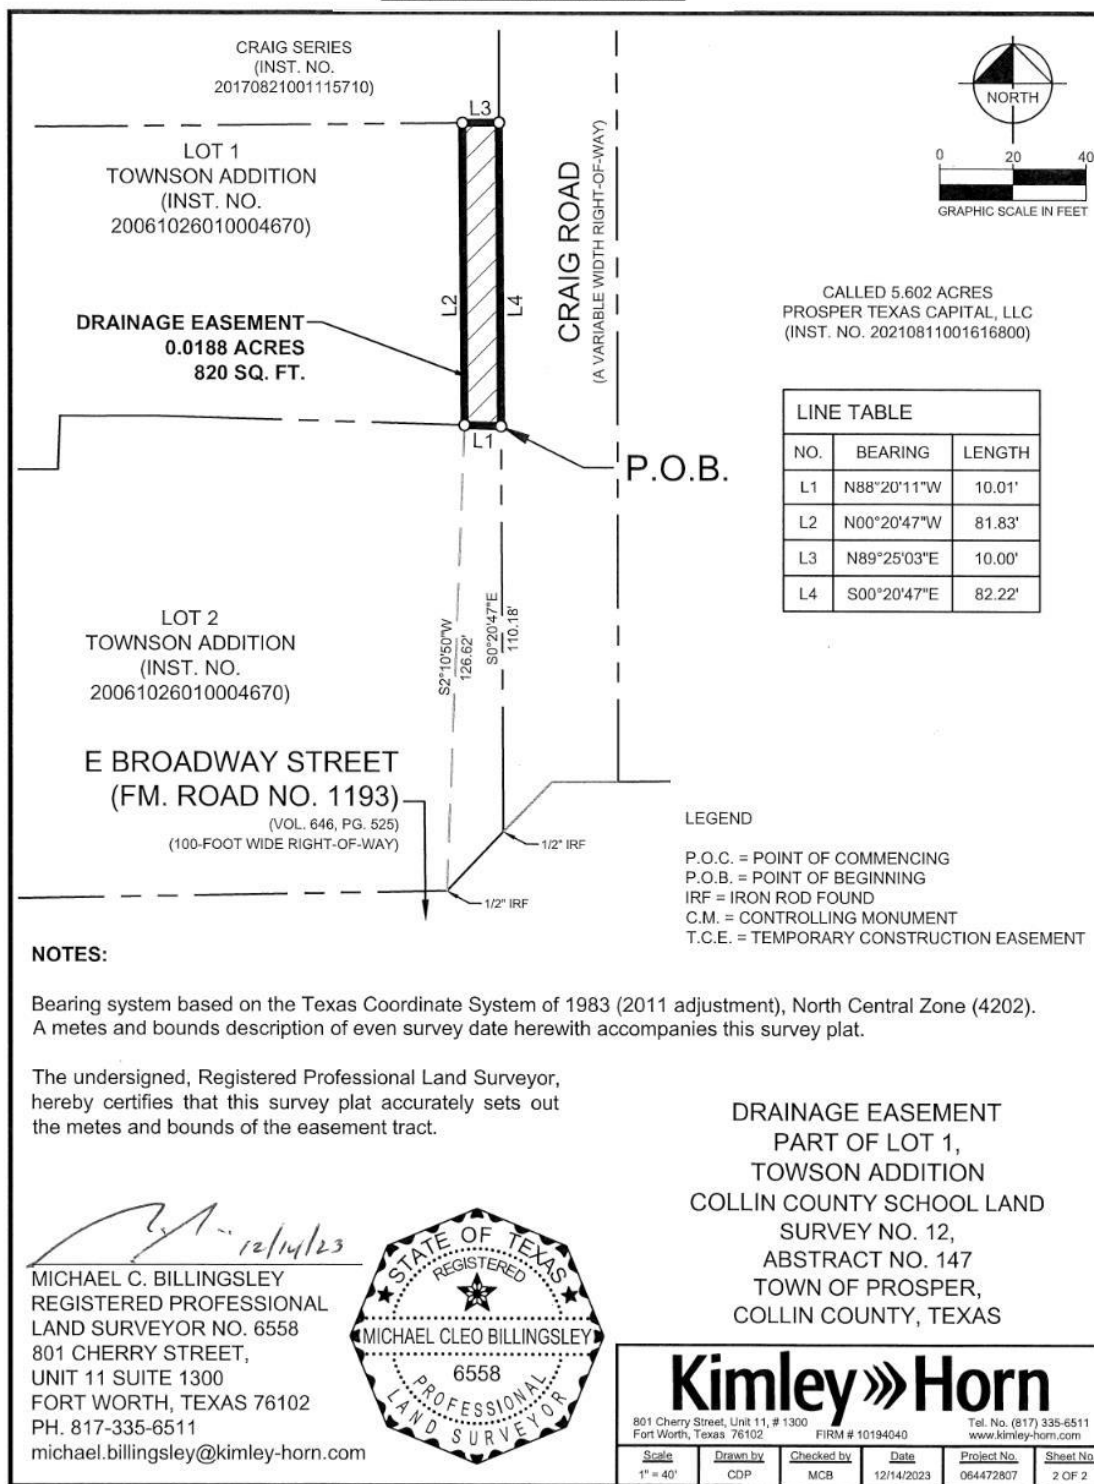 CRAIG SERIES
(INST. NO.
20170821001115710)
L3
NORTH
0 20 40
GRAPHIC SCALE IN FEET
LOT 1
TOWNSON ADDITION
(INST. NO.
20061026010004670)
CRAIG ROAD
(A VARIABLE WIDTH RIGHT-OF-WAY)
L2
L4
DRAINAGE EASEMENT
0.0188 ACRES
820 SQ. FT.
CALLED 5.602 ACRES
PROSPER TEXAS CAPITAL, LLC
(INST. NO. 20210811001616800)
L1
P.O.B.
LINE TABLE
NO. BEARING LENGTH
L1 N88°20'11"W 10.01'
L2 N00°20'47"W 81.83'
L3 N89°25'03"E 10.00'
L4 S00°20'47"E 82.22'
LOT 2
TOWNSON ADDITION
(INST. NO.
20061026010004670)
S2°10'50"W
126.62'
S0°20'47"E
110.18'
E BROADWAY STREET
(FM. ROAD NO. 1193)
(VOL. 646, PG. 525)
(100-FOOT WIDE RIGHT-OF-WAY)
1/2" IRF
1/2" IRF
LEGEND
P.O.C. = POINT OF COMMENCING
P.O.B. = POINT OF BEGINNING
IRF = IRON ROD FOUND
C.M. = CONTROLLING MONUMENT
T.C.E. = TEMPORARY CONSTRUCTION EASEMENT
NOTES:
Bearing system based on the Texas Coordinate System of 1983 (2011 adjustment), North Central Zone (4202).
A metes and bounds description of even survey date herewith accompanies this survey plat.
The undersigned, Registered Professional Land Surveyor,
hereby certifies that this survey plat accurately sets out
the metes and bounds of the easement tract.
12/14/23
MICHAEL C. BILLINGSLEY
REGISTERED PROFESSIONAL
LAND SURVEYOR NO. 6558
801 CHERRY STREET,
UNIT 11 SUITE 1300
FORT WORTH, TEXAS 76102
PH. 817-335-6511
michael.billingsley@kimley-horn.com
STATE OF TEXAS
REGISTERED
MICHAEL CLEO BILLINGSLEY
6558
PROFESSIONAL
LAND SURVEYOR
DRAINAGE EASEMENT
PART OF LOT 1,
TOWSON ADDITION
COLLIN COUNTY SCHOOL LAND
SURVEY NO. 12,
ABSTRACT NO. 147
TOWN OF PROSPER,
COLLIN COUNTY, TEXAS
Kimley»Horn
801 Cherry Street, Unit 11, # 1300 Tel. No. (817) 335-6511
Fort Worth, Texas 76102 FIRM # 10194040 www.kimley-horn.com
Scale Drawn by Checked by Date Project No. Sheet No.
1" = 40' CDP MCB 12/14/2023 064472807 2 OF 2